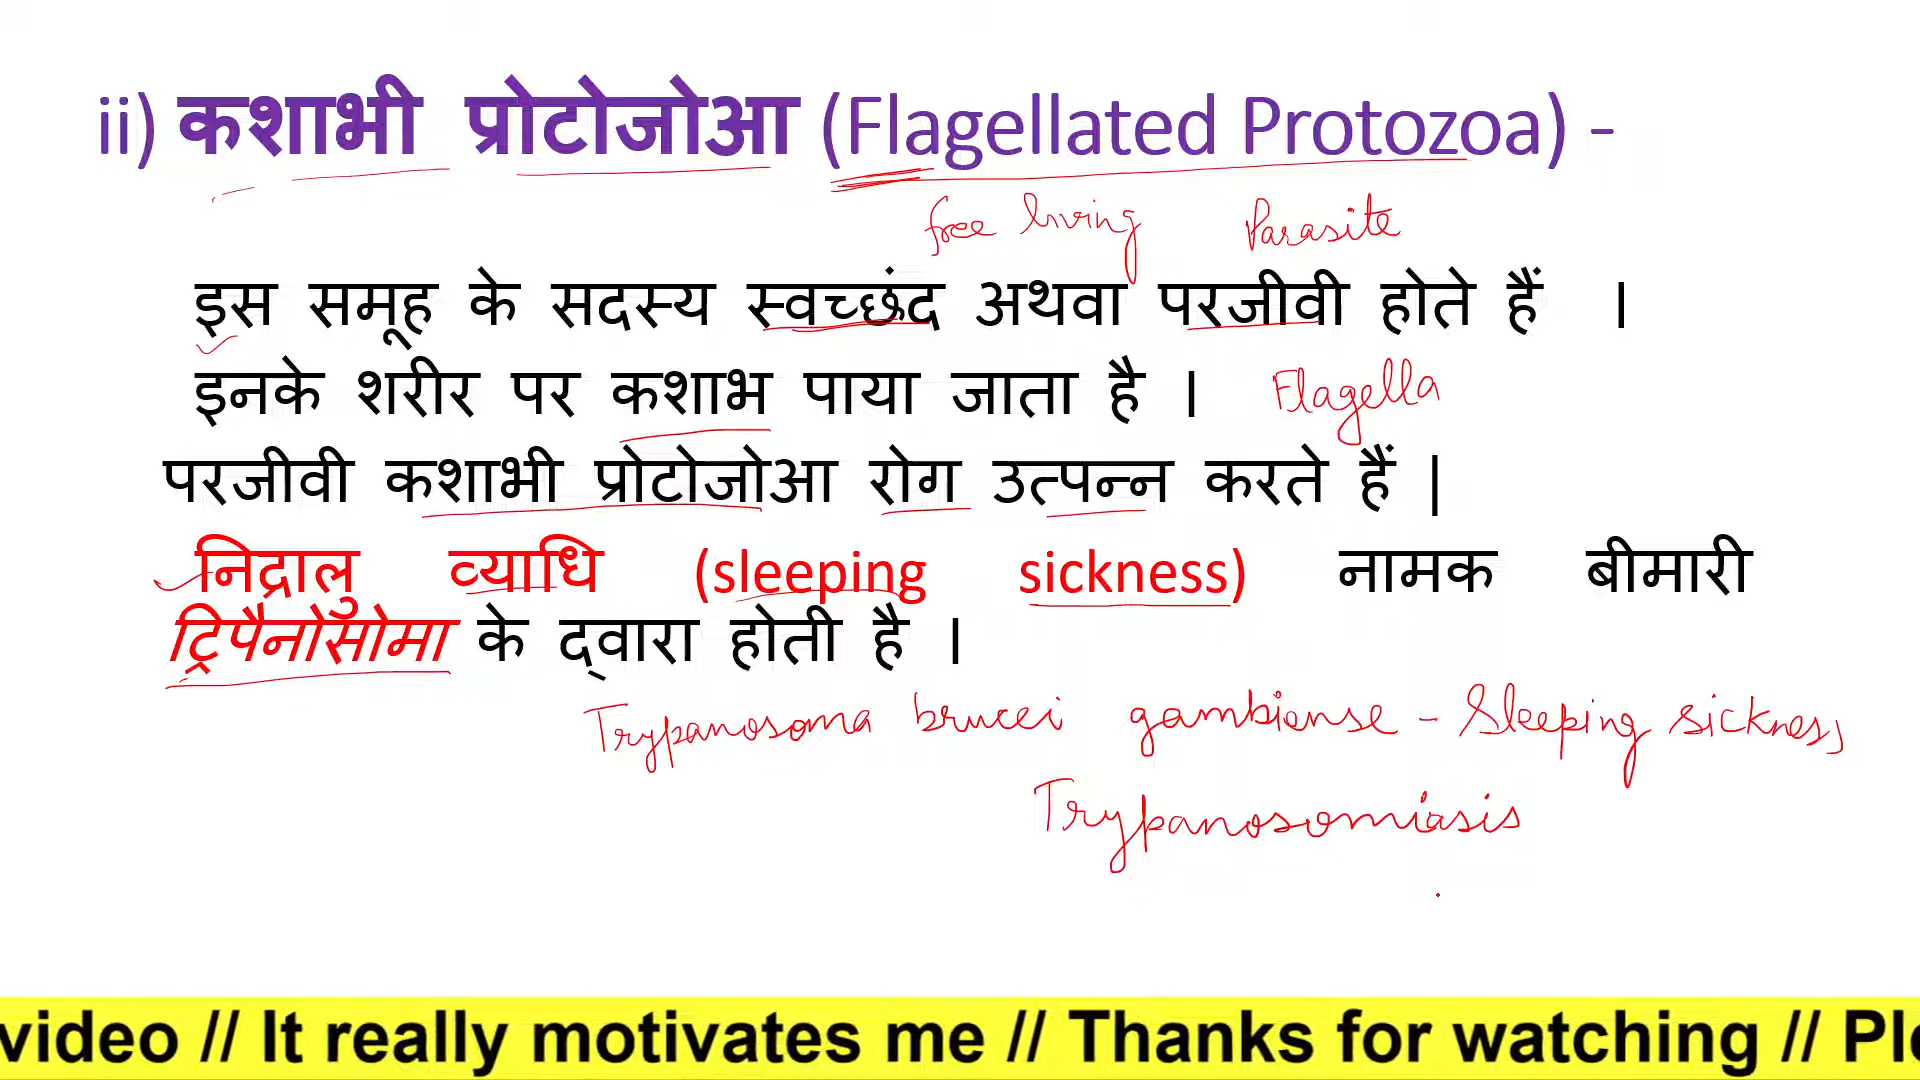 ii) कशाभी प्रोटोजोआ (Flagellated Protozoa) -
free living Parasite
इस समूह के सदस्य स्वच्छंद अथवा परजीवी होते हैं ।
इनके शरीर पर कशाभ पाया जाता है । Flagella
परजीवी कशाभी प्रोटोजोआ रोग उत्पन्न करते हैं |
निद्रालु व्याधि (sleeping sickness) नामक बीमारी
ट्रिपैनोसोमा के द्वारा होती है ।
Trypanosoma brucei gambiense - Sleeping sickness
Trypanosomiasis
video // It really motivates me // Thanks for watching // Ple